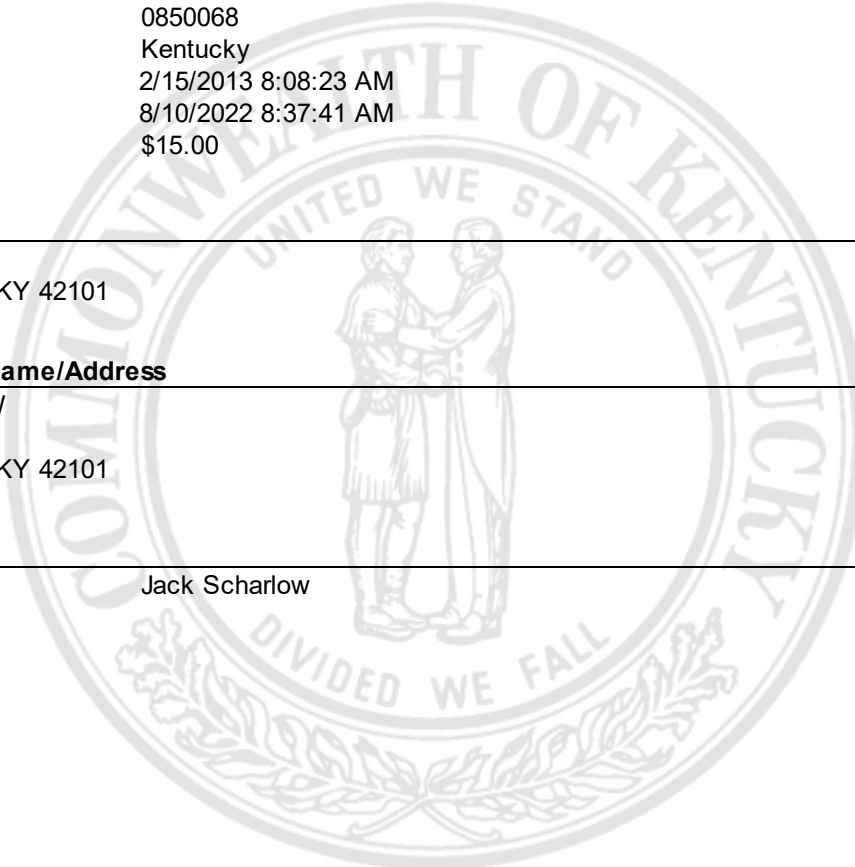 0850068
Kentucky
2/15/2013 8:08:23 AM
8/10/2022 8:37:41 AM
$15.00
COMMONWEALTH OF KENTUCKY
UNITED WE STAND
KY 42101
ame/Address
KY 42101
Jack Scharlow
DIVIDED WE FALL